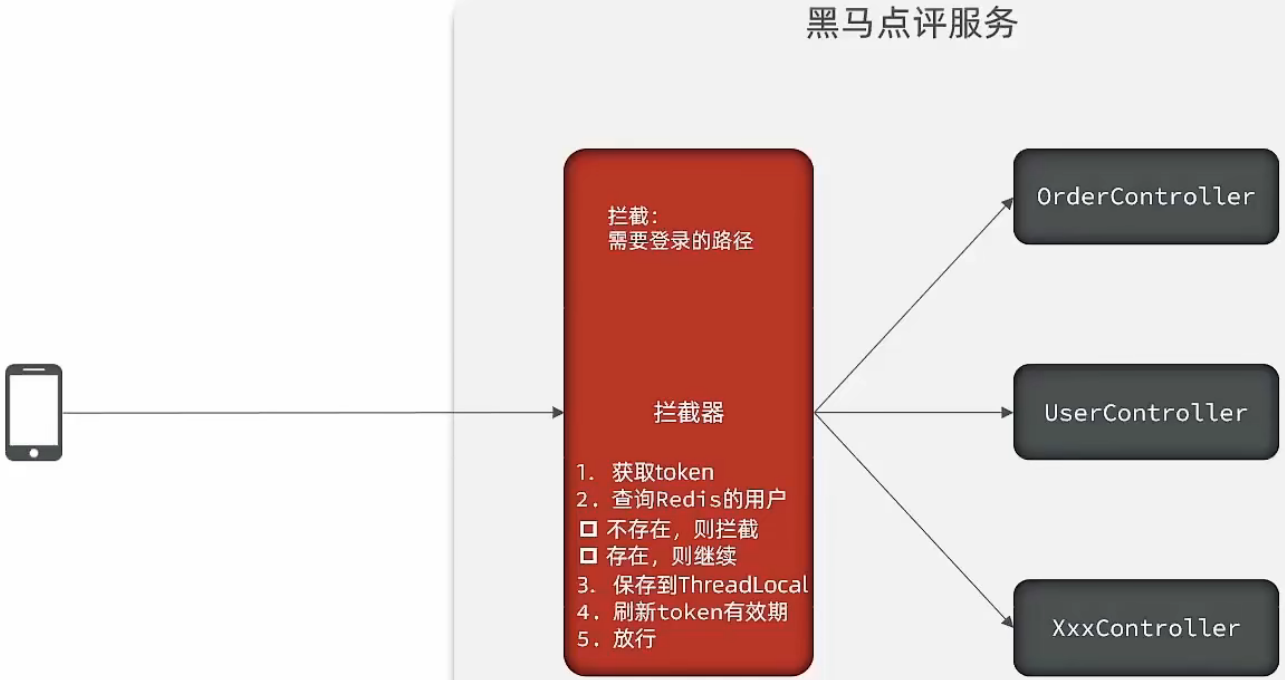 黑马点评服务
拦截：
需要登录的路径
拦截器
1. 获取token
2. 查询Redis的用户
不存在，则拦截
存在，则继续
3. 保存到ThreadLocal
4. 刷新token有效期
5. 放行
OrderController
UserController
XxxController